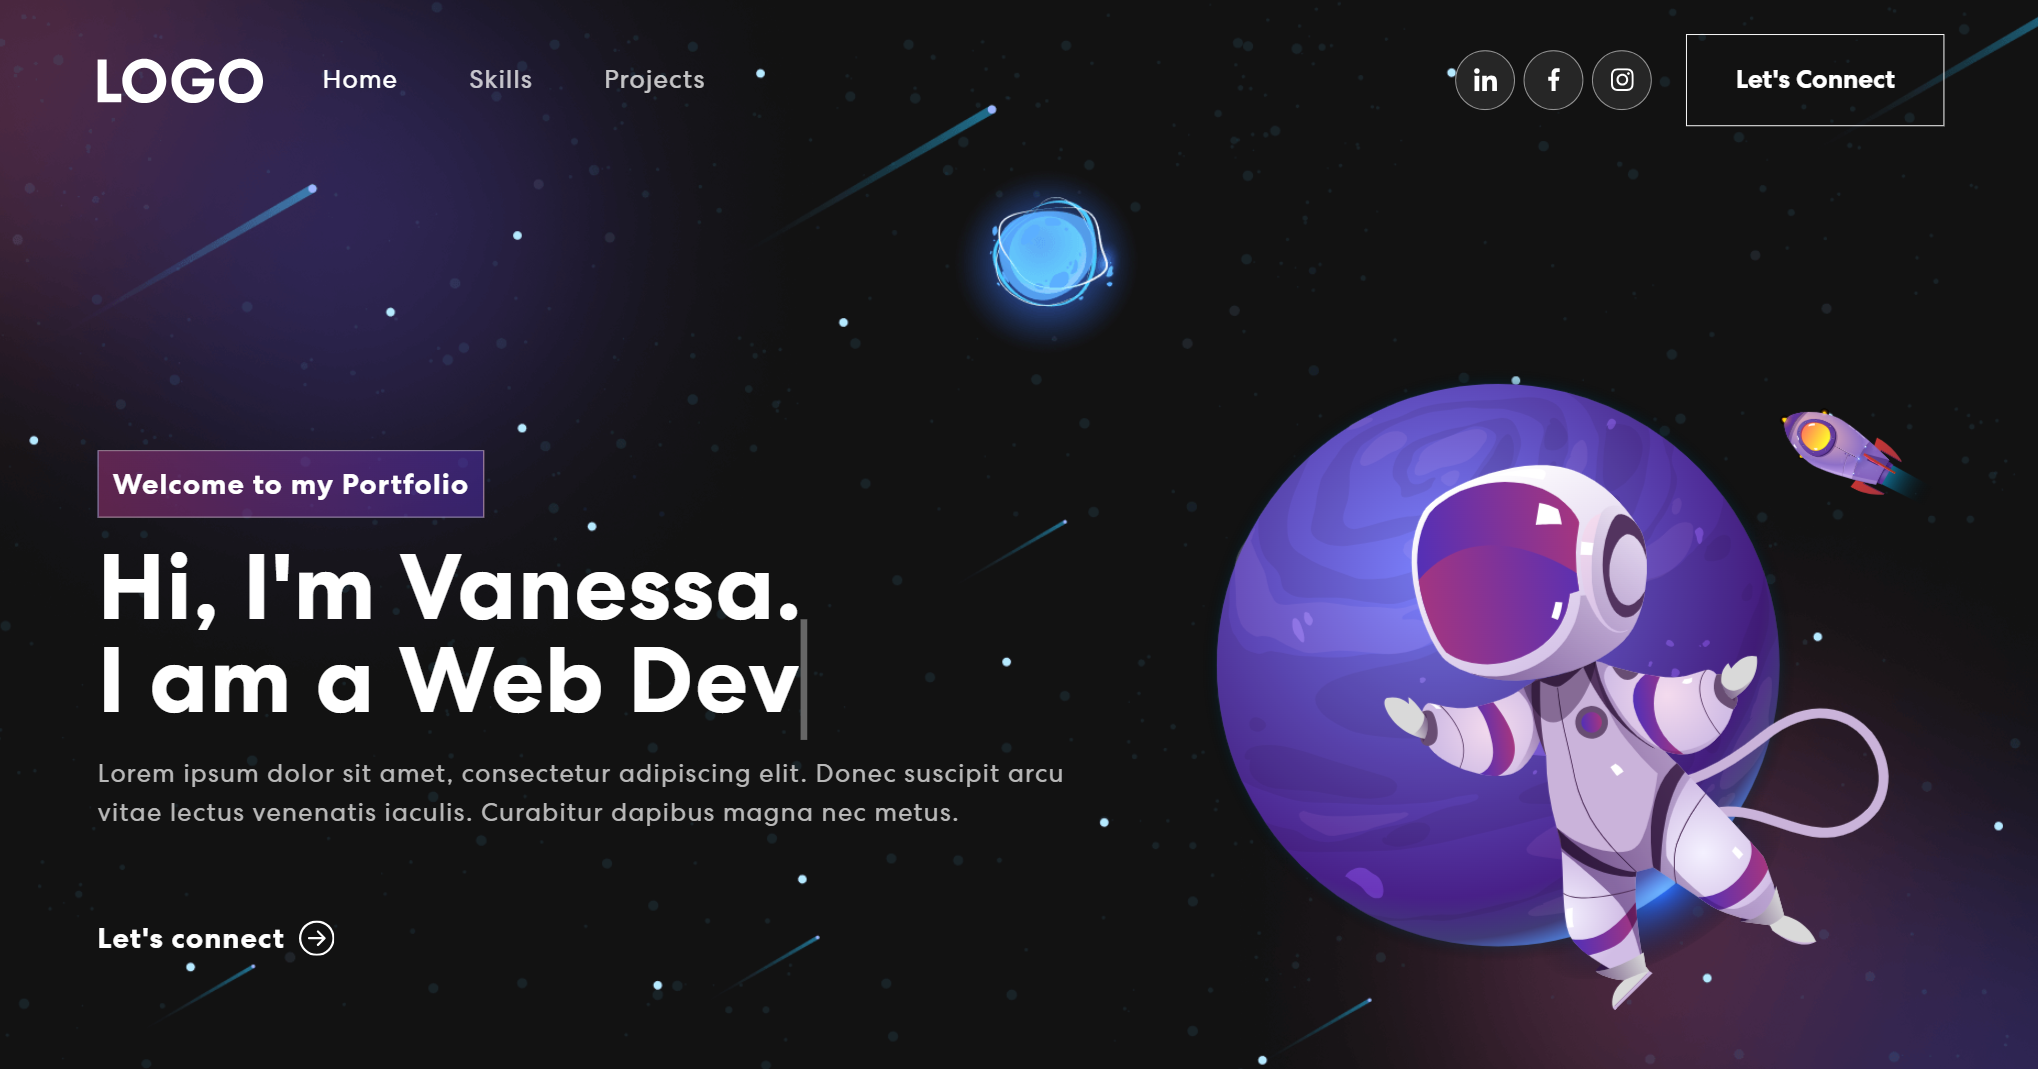 LOGO
Home
Skills
Projects
in
f
Let's Connect
Welcome to my Portfolio
Hi, I'm Vanessa.
I am a Web Dev
Lorem ipsum dolor sit amet, consectetur adipiscing elit. Donec suscipit arcu
vitae lectus venenatis iaculis. Curabitur dapibus magna nec metus.
Let's connect